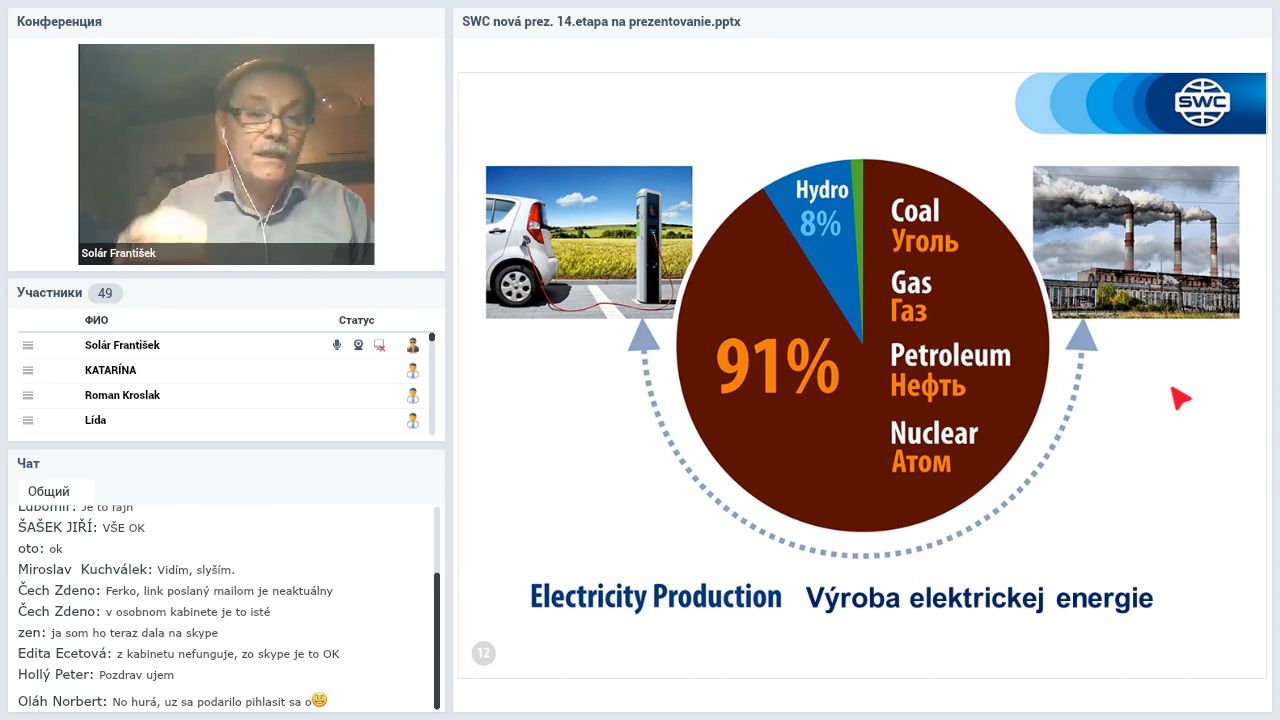 Конференция
Solár František
Участники 49
ФИО Статус
Solár František
KATARÍNA
Roman Kroslak
Lída
Чат
Общий
Lubomir: Je to fajn
ŠAŠEK JIŘÍ: VŠE OK
oto: ok
Miroslav Kuchválek: Vidím, slyším.
Čech Zdeno: Ferko, link poslaný mailom je neaktuálny
Čech Zdeno: v osobnom kabinete je to isté
zen: ja som ho teraz dala na skype
Edita Ecetová: z kabinetu nefunguje, zo skype je to OK
Hollý Peter: Pozdrav ujem
Oláh Norbert: No hurá, uz sa podarilo pihlasit sa o
SWC nová prez. 14.etapa na prezentovanie.pptx
SWC
Hydro
8%
91%
Coal
Уголь
Gas
Газ
Petroleum
Нефть
Nuclear
Атом
Electricity Production Výroba elektrickej energie
12